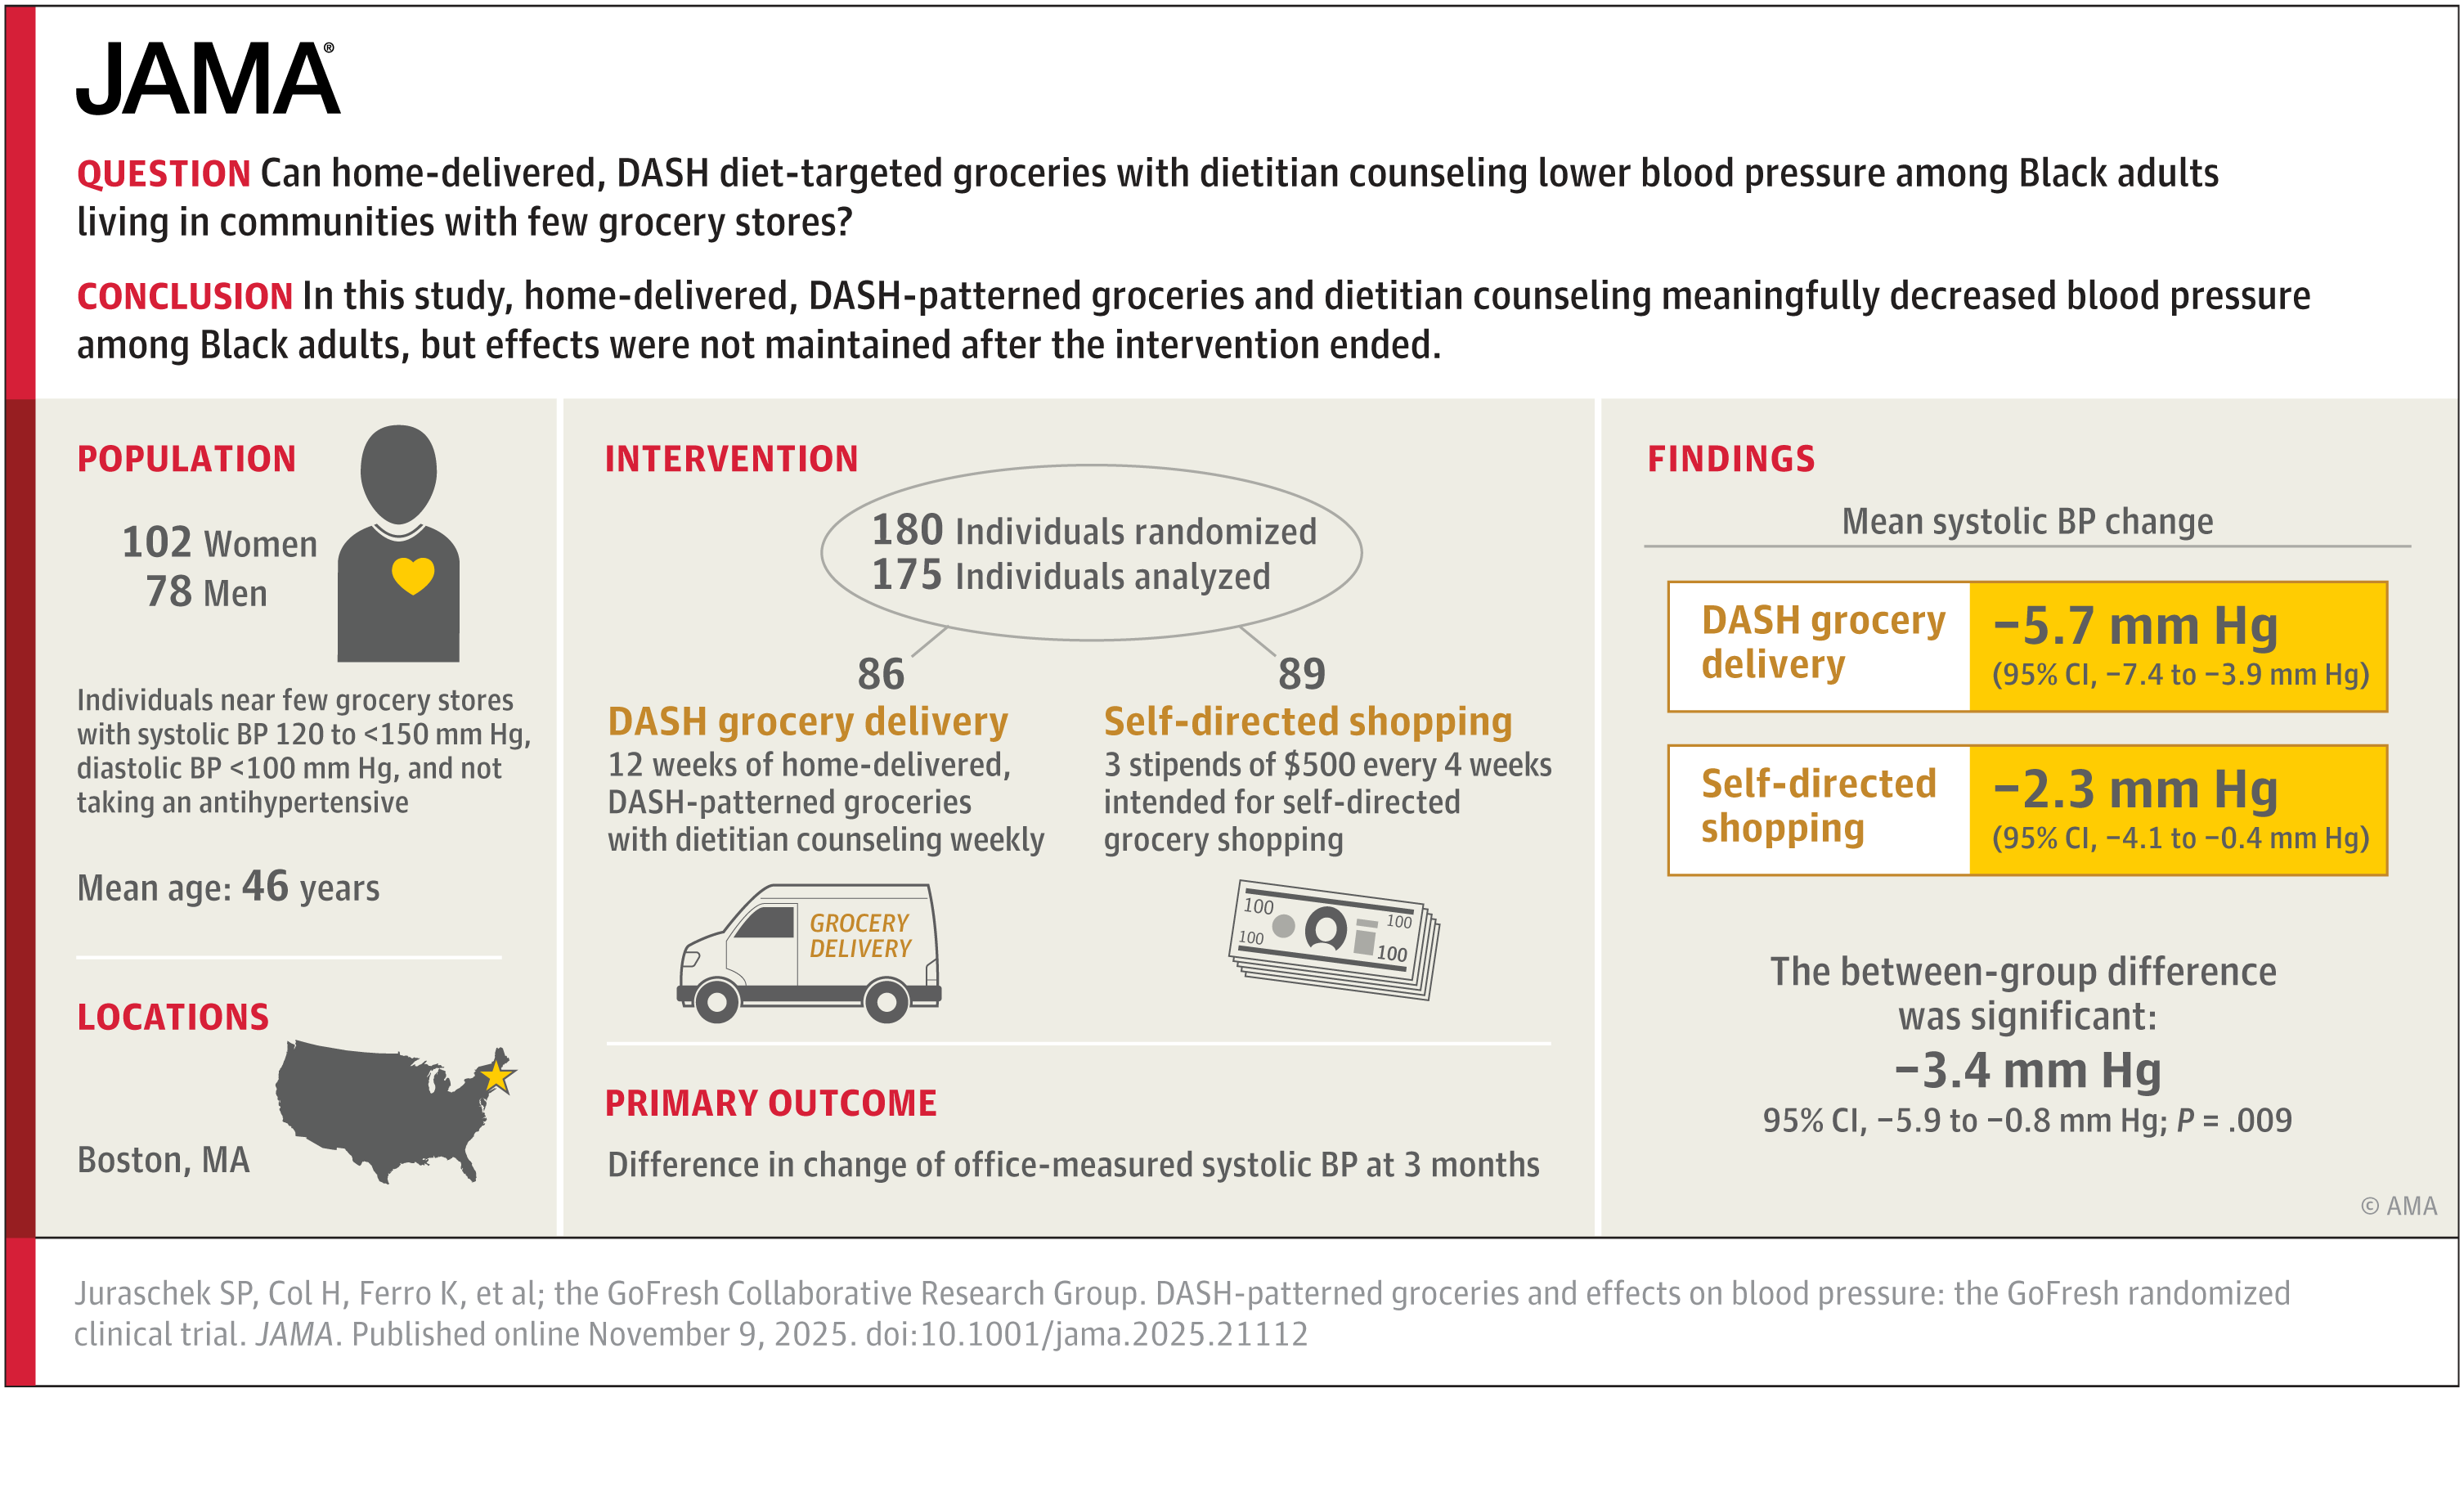 JAMA®
QUESTION Can home-delivered, DASH diet-targeted groceries with dietitian counseling lower blood pressure among Black adults
living in communities with few grocery stores?
CONCLUSION In this study, home-delivered, DASH-patterned groceries and dietitian counseling meaningfully decreased blood pressure
among Black adults, but effects were not maintained after the intervention ended.
POPULATION
102 Women
78 Men
Individuals near few grocery stores
with systolic BP 120 to <150 mm Hg,
diastolic BP <100 mm Hg, and not
taking an antihypertensive
Mean age: 46 years
LOCATIONS
Boston, MA
INTERVENTION
180 Individuals randomized
175 Individuals analyzed
86
DASH grocery delivery
12 weeks of home-delivered,
DASH-patterned groceries
with dietitian counseling weekly
GROCERY
DELIVERY
89
Self-directed shopping
3 stipends of $500 every 4 weeks
intended for self-directed
grocery shopping
100
100
100
100
PRIMARY OUTCOME
Difference in change of office-measured systolic BP at 3 months
FINDINGS
Mean systolic BP change
DASH grocery
delivery
−5.7 mm Hg
(95% CI, −7.4 to −3.9 mm Hg)
Self-directed
shopping
−2.3 mm Hg
(95% CI, −4.1 to −0.4 mm Hg)
The between-group difference
was significant:
−3.4 mm Hg
95% CI, −5.9 to −0.8 mm Hg; P = .009
© AMA
Juraschek SP, Col H, Ferro K, et al; the GoFresh Collaborative Research Group. DASH-patterned groceries and effects on blood pressure: the GoFresh randomized
clinical trial. JAMA. Published online November 9, 2025. doi:10.1001/jama.2025.21112